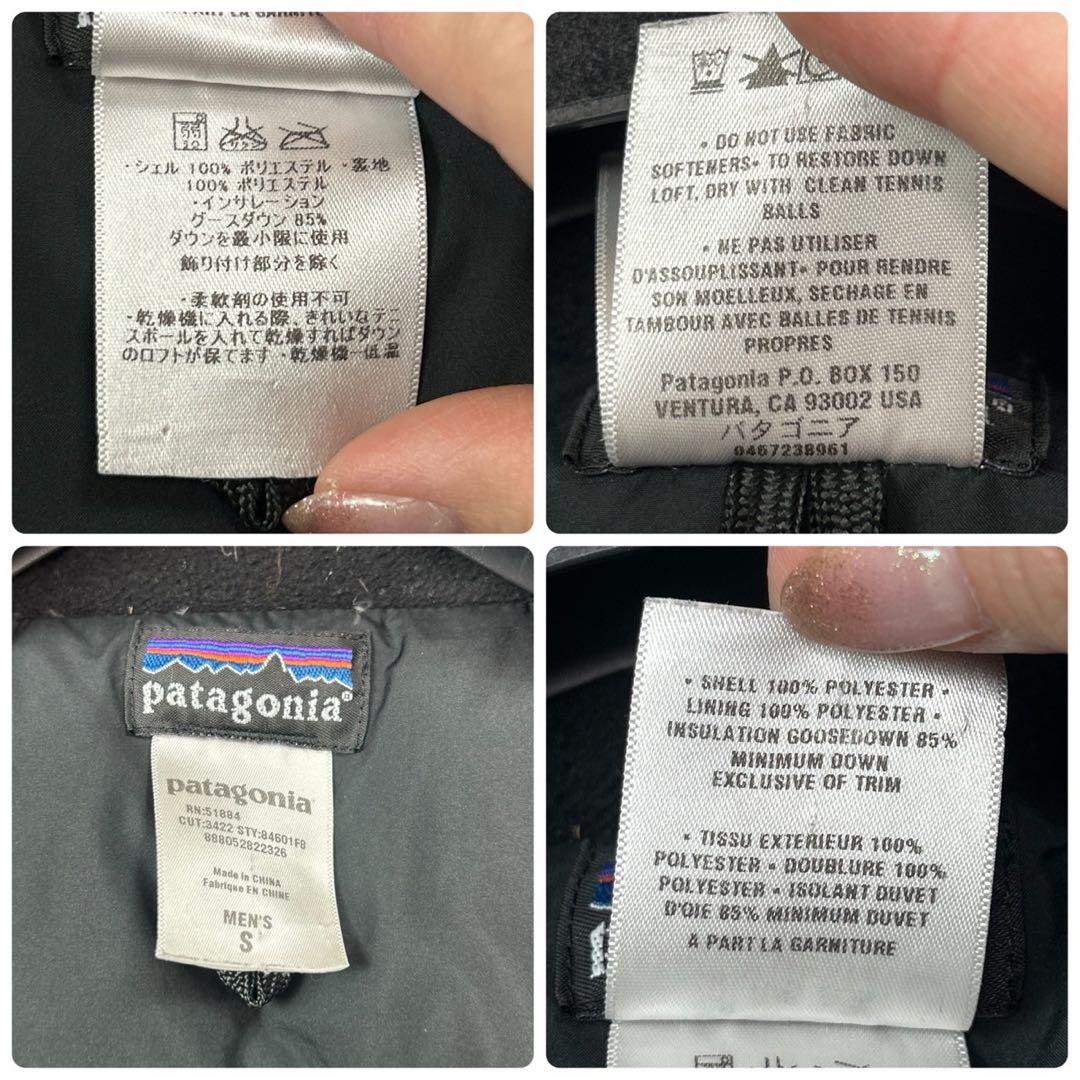 A PART LA GARNITURE
・シェル 100% ポリエステル ・裏地
100% ポリエステル
・インサレーション
グースダウン 85%
ダウンを最小限に使用
飾り付け部分を除く
・柔軟剤の使用不可
・乾燥機に入れる際、きれいなテニ
スボールを入れて乾燥すればダウン
のロフトが保てます ・乾燥機－低温
• DO NOT USE FABRIC
SOFTENERS• TO RESTORE DOWN
LOFT, DRY WITH CLEAN TENNIS
BALLS
• NE PAS UTILISER
D'ASSOUPLISSANT• POUR RENDRE
SON MOELLEUX, SECHAGE EN
TAMBOUR AVEC BALLES DE TENNIS
PROPRES
Patagonia P.O. BOX 150
VENTURA, CA 93002 USA
パタゴニア
0467238961
patagonia®
patagonia®
RN:51884
CUT:3422 STY:84601F8
888052822326
Made in CHINA
Fabrique EN CHINE
MEN'S
S
• SHELL 100% POLYESTER •
LINING 100% POLYESTER •
INSULATION GOOSEDOWN 85%
MINIMUM DOWN
EXCLUSIVE OF TRIM
• TISSU EXTERIEUR 100%
POLYESTER • DOUBLURE 100%
POLYESTER • ISOLANT DUVET
D'OIE 85% MINIMUM DUVET
A PART LA GARNITURE